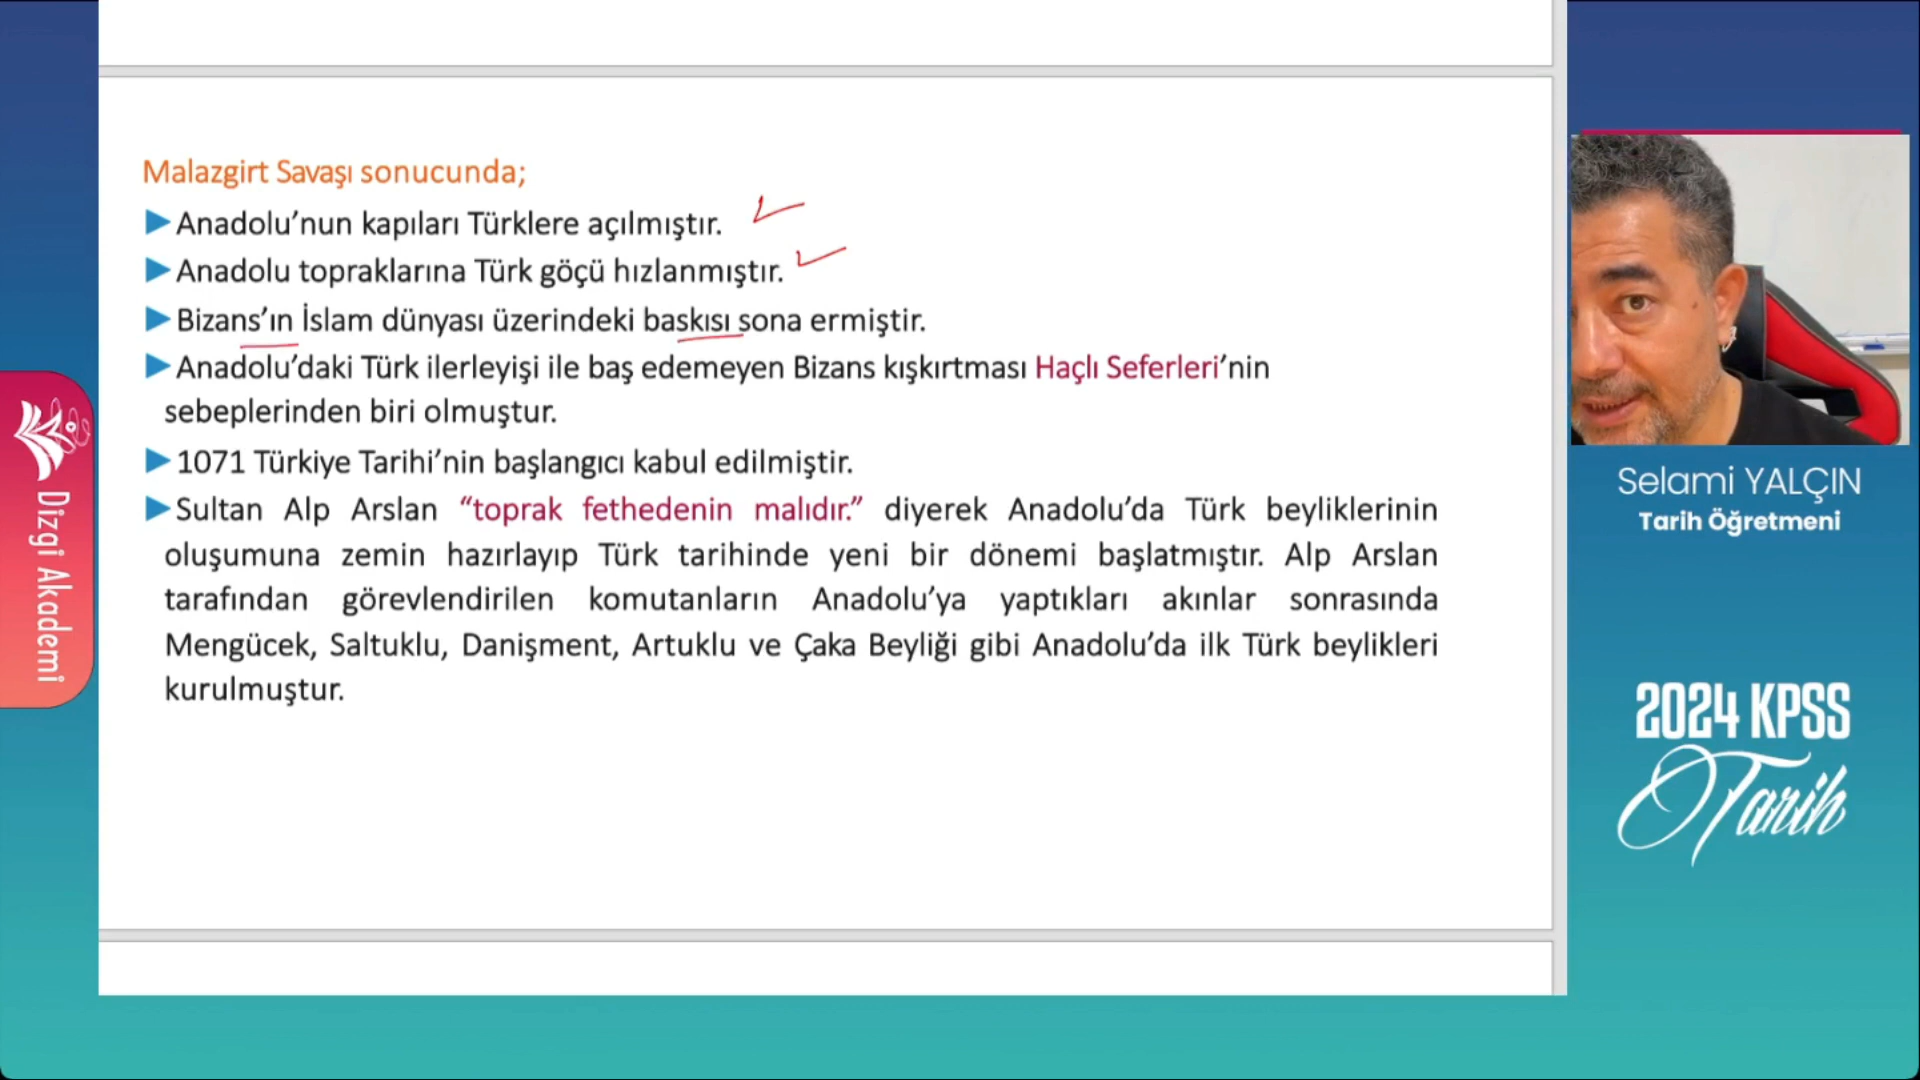 Malazgirt Savaşı sonucunda;
Anadolu’nun kapıları Türklere açılmıştır.
Anadolu topraklarına Türk göçü hızlanmıştır.
Bizans’ın İslam dünyası üzerindeki baskısı sona ermiştir.
Anadolu’daki Türk ilerleyişi ile baş edemeyen Bizans kışkırtması Haçlı Seferleri’nin
sebeplerinden biri olmuştur.
1071 Türkiye Tarihi’nin başlangıcı kabul edilmiştir.
Sultan Alp Arslan “toprak fethedenin malıdır.” diyerek Anadolu’da Türk beyliklerinin
oluşumuna zemin hazırlayıp Türk tarihinde yeni bir dönemi başlatmıştır. Alp Arslan
tarafından görevlendirilen komutanların Anadolu’ya yaptıkları akınlar sonrasında
Mengücek, Saltuklu, Danişment, Artuklu ve Çaka Beyliği gibi Anadolu’da ilk Türk beylikleri
kurulmuştur.
Dizgi Akademi
Selami YALÇIN
Tarih Öğretmeni
2024 KPSS
Tarih